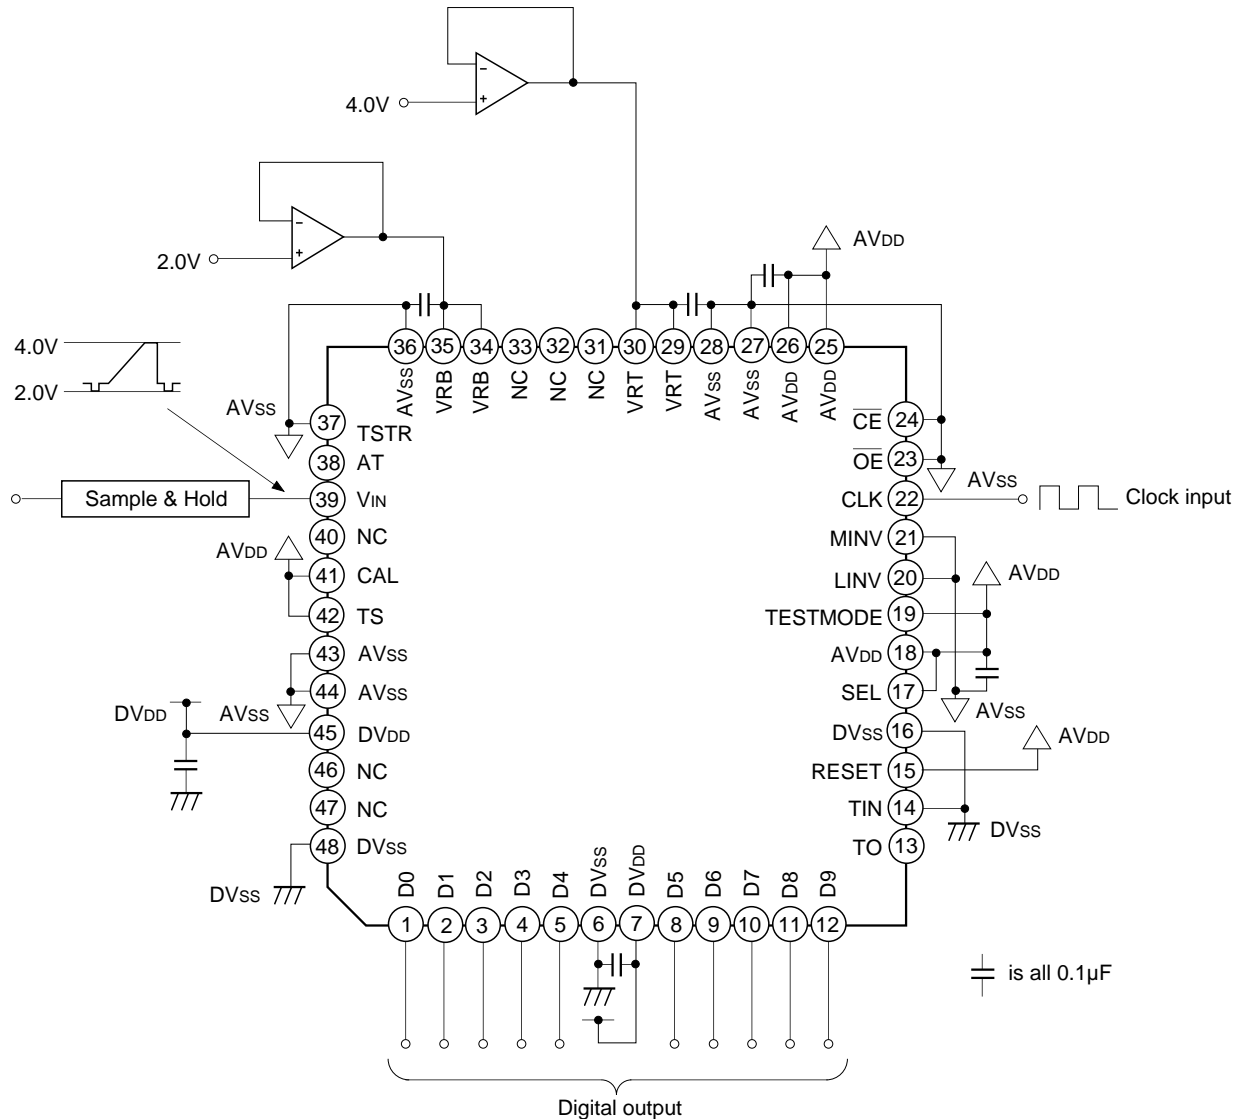 4.0V
2.0V
AVDD
4.0V
2.0V
36 35 34 33 32 31 30 29 28 27 26 25
AVSS VRB VRB NC NC NC VRT VRT AVSS AVSS AVDD AVDD
AVSS
37 TSTR
38 AT
Sample & Hold
39 VIN
40 NC
AVDD
41 CAL
42 TS
43 AVSS
44 AVSS
AVSS
DVDD
45 DVDD
46 NC
47 NC
48 DVSS
DVSS
CE 24
OE 23
AVSS
CLK 22
Clock input
MINV 21
LINV 20
AVDD
TESTMODE 19
AVDD 18
SEL 17
AVSS
DVSS 16
AVDD
RESET 15
TIN 14
DVSS
TO 13
D0 D1 D2 D3 D4 DVSS DVDD D5 D6 D7 D8 D9
1 2 3 4 5 6 7 8 9 10 11 12
is all 0.1µF
Digital output